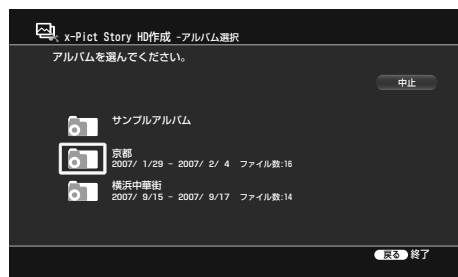 x-Pict Story HD作成 -アルバム選択
アルバムを選んでください。
中止
サンプルアルバム
京都
2007/ 1/29 - 2007/ 2/ 4 ファイル数:16
横浜中華街
2007/ 9/15 - 2007/ 9/17 ファイル数:14
戻る 終了